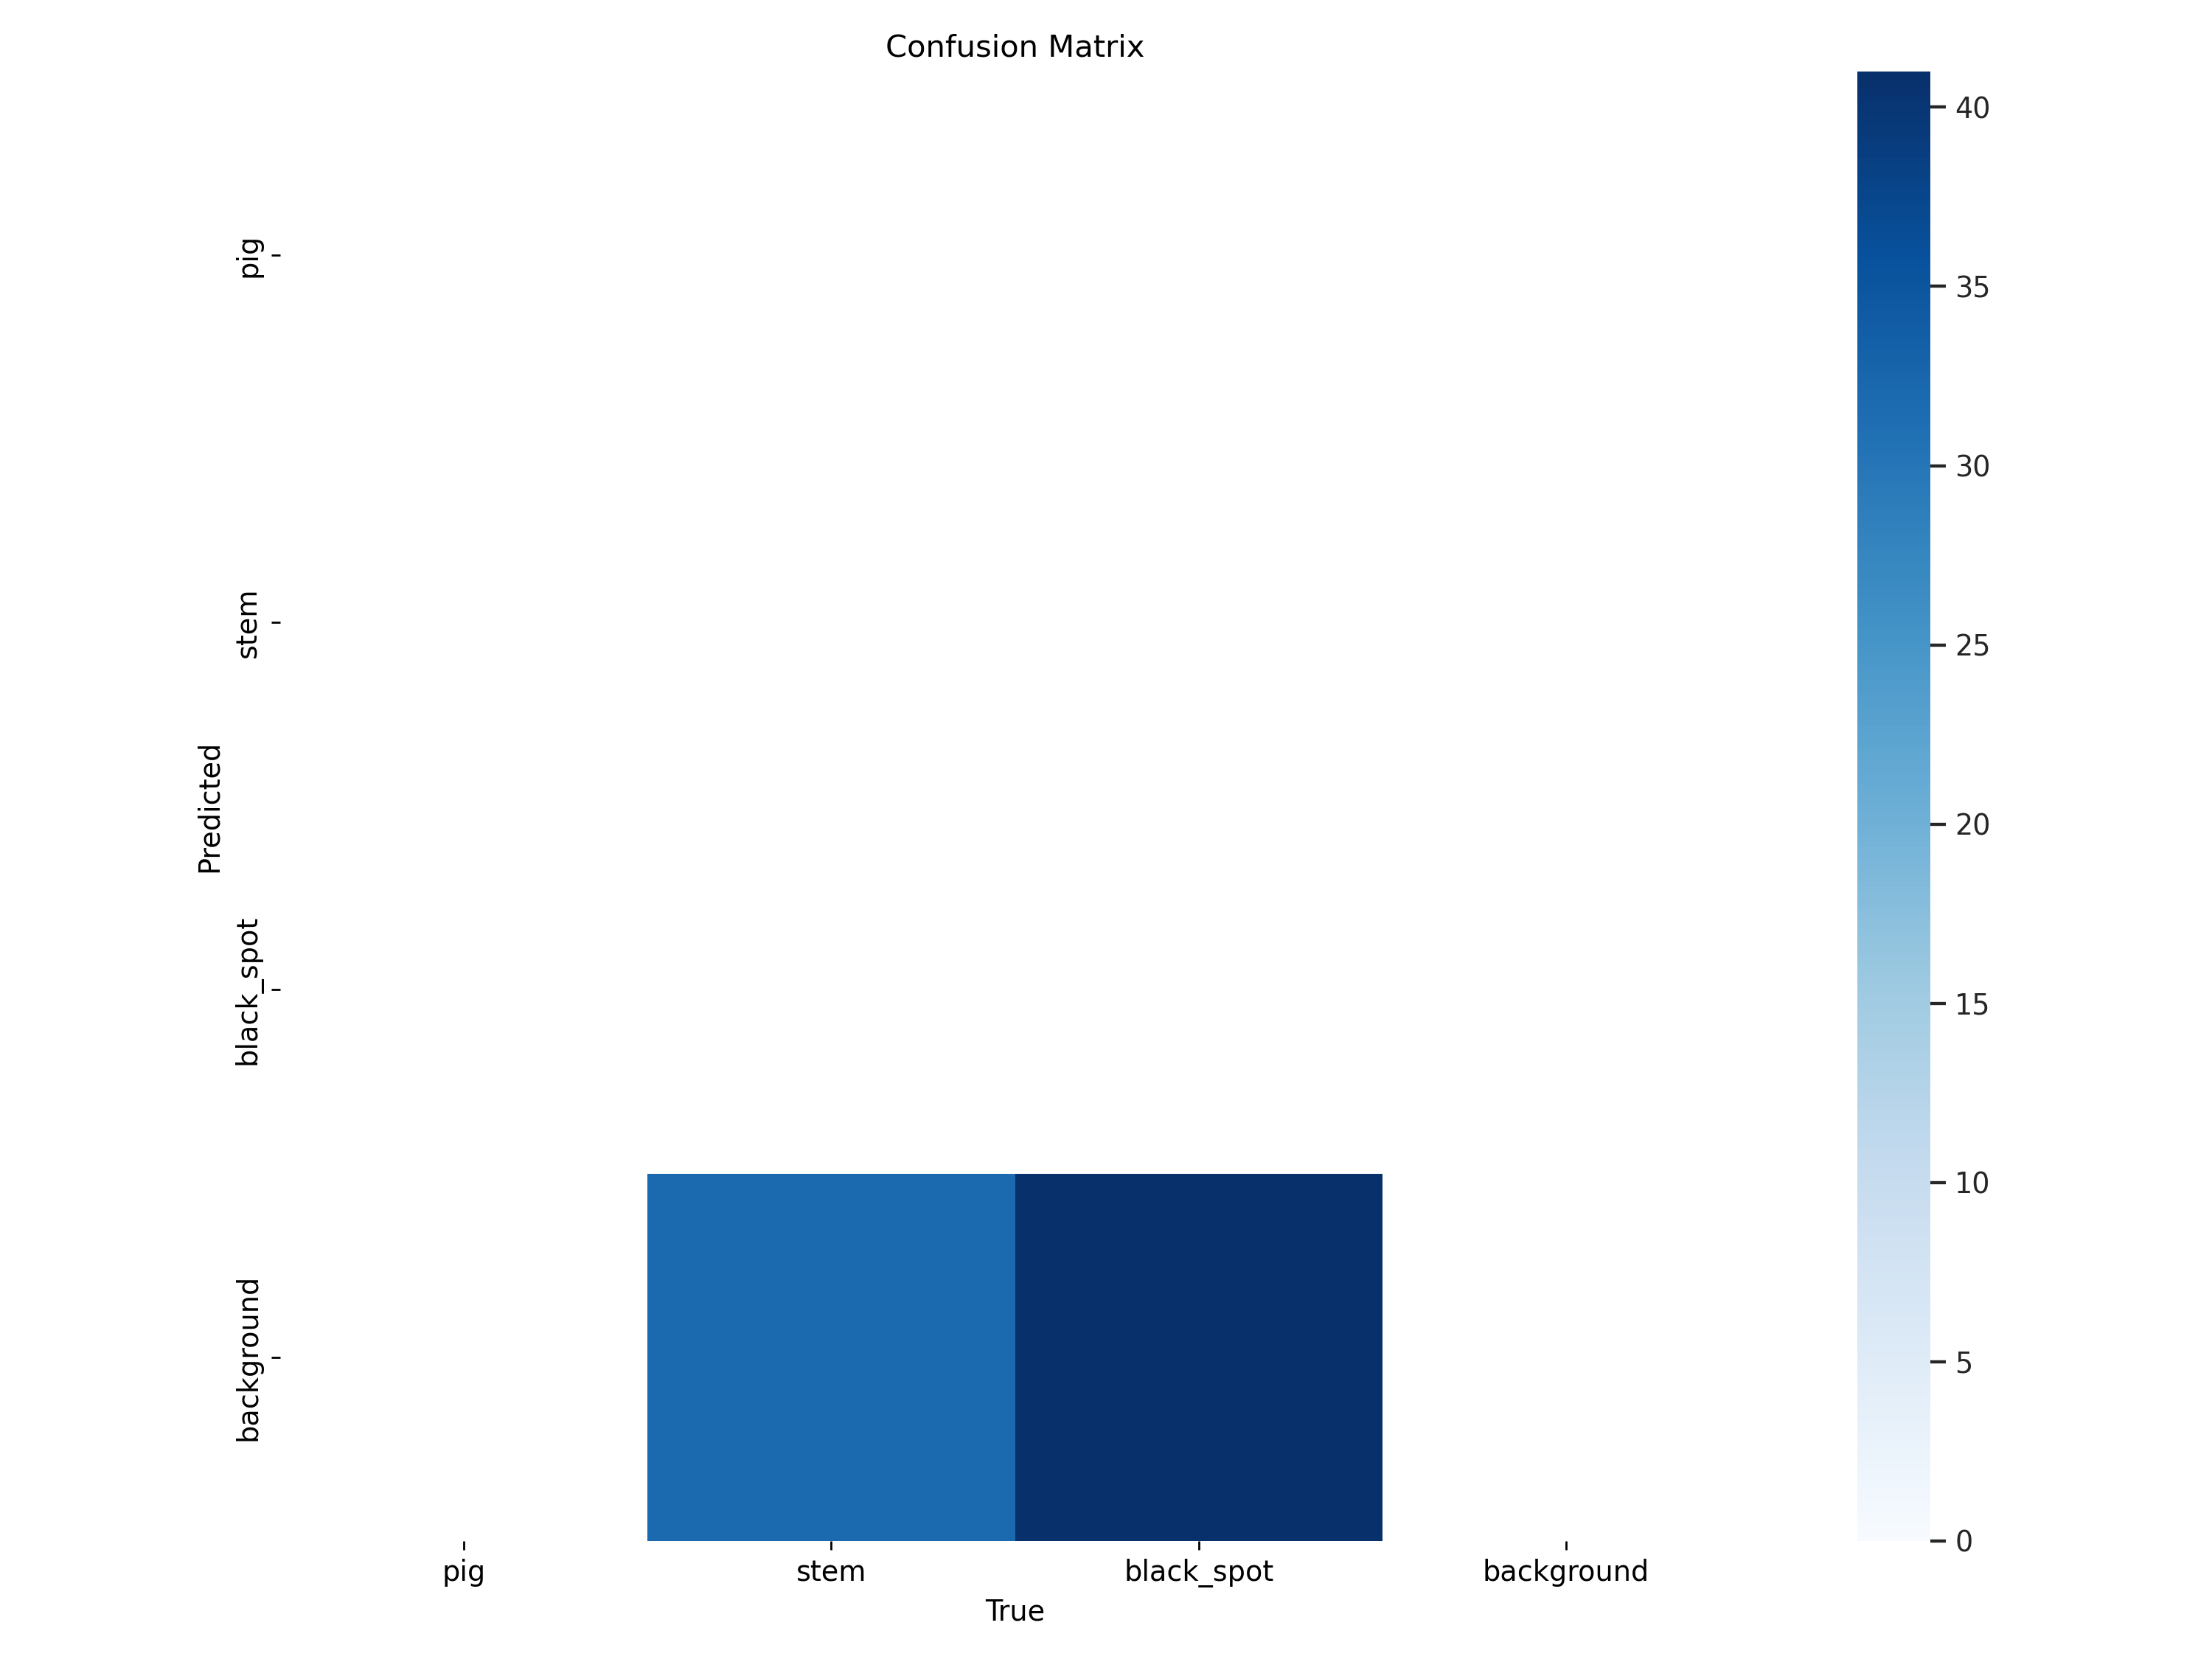 Confusion Matrix
Predicted
pig
stem
black_spot
background
pig stem black_spot background
True
40
35
30
25
20
15
10
5
0